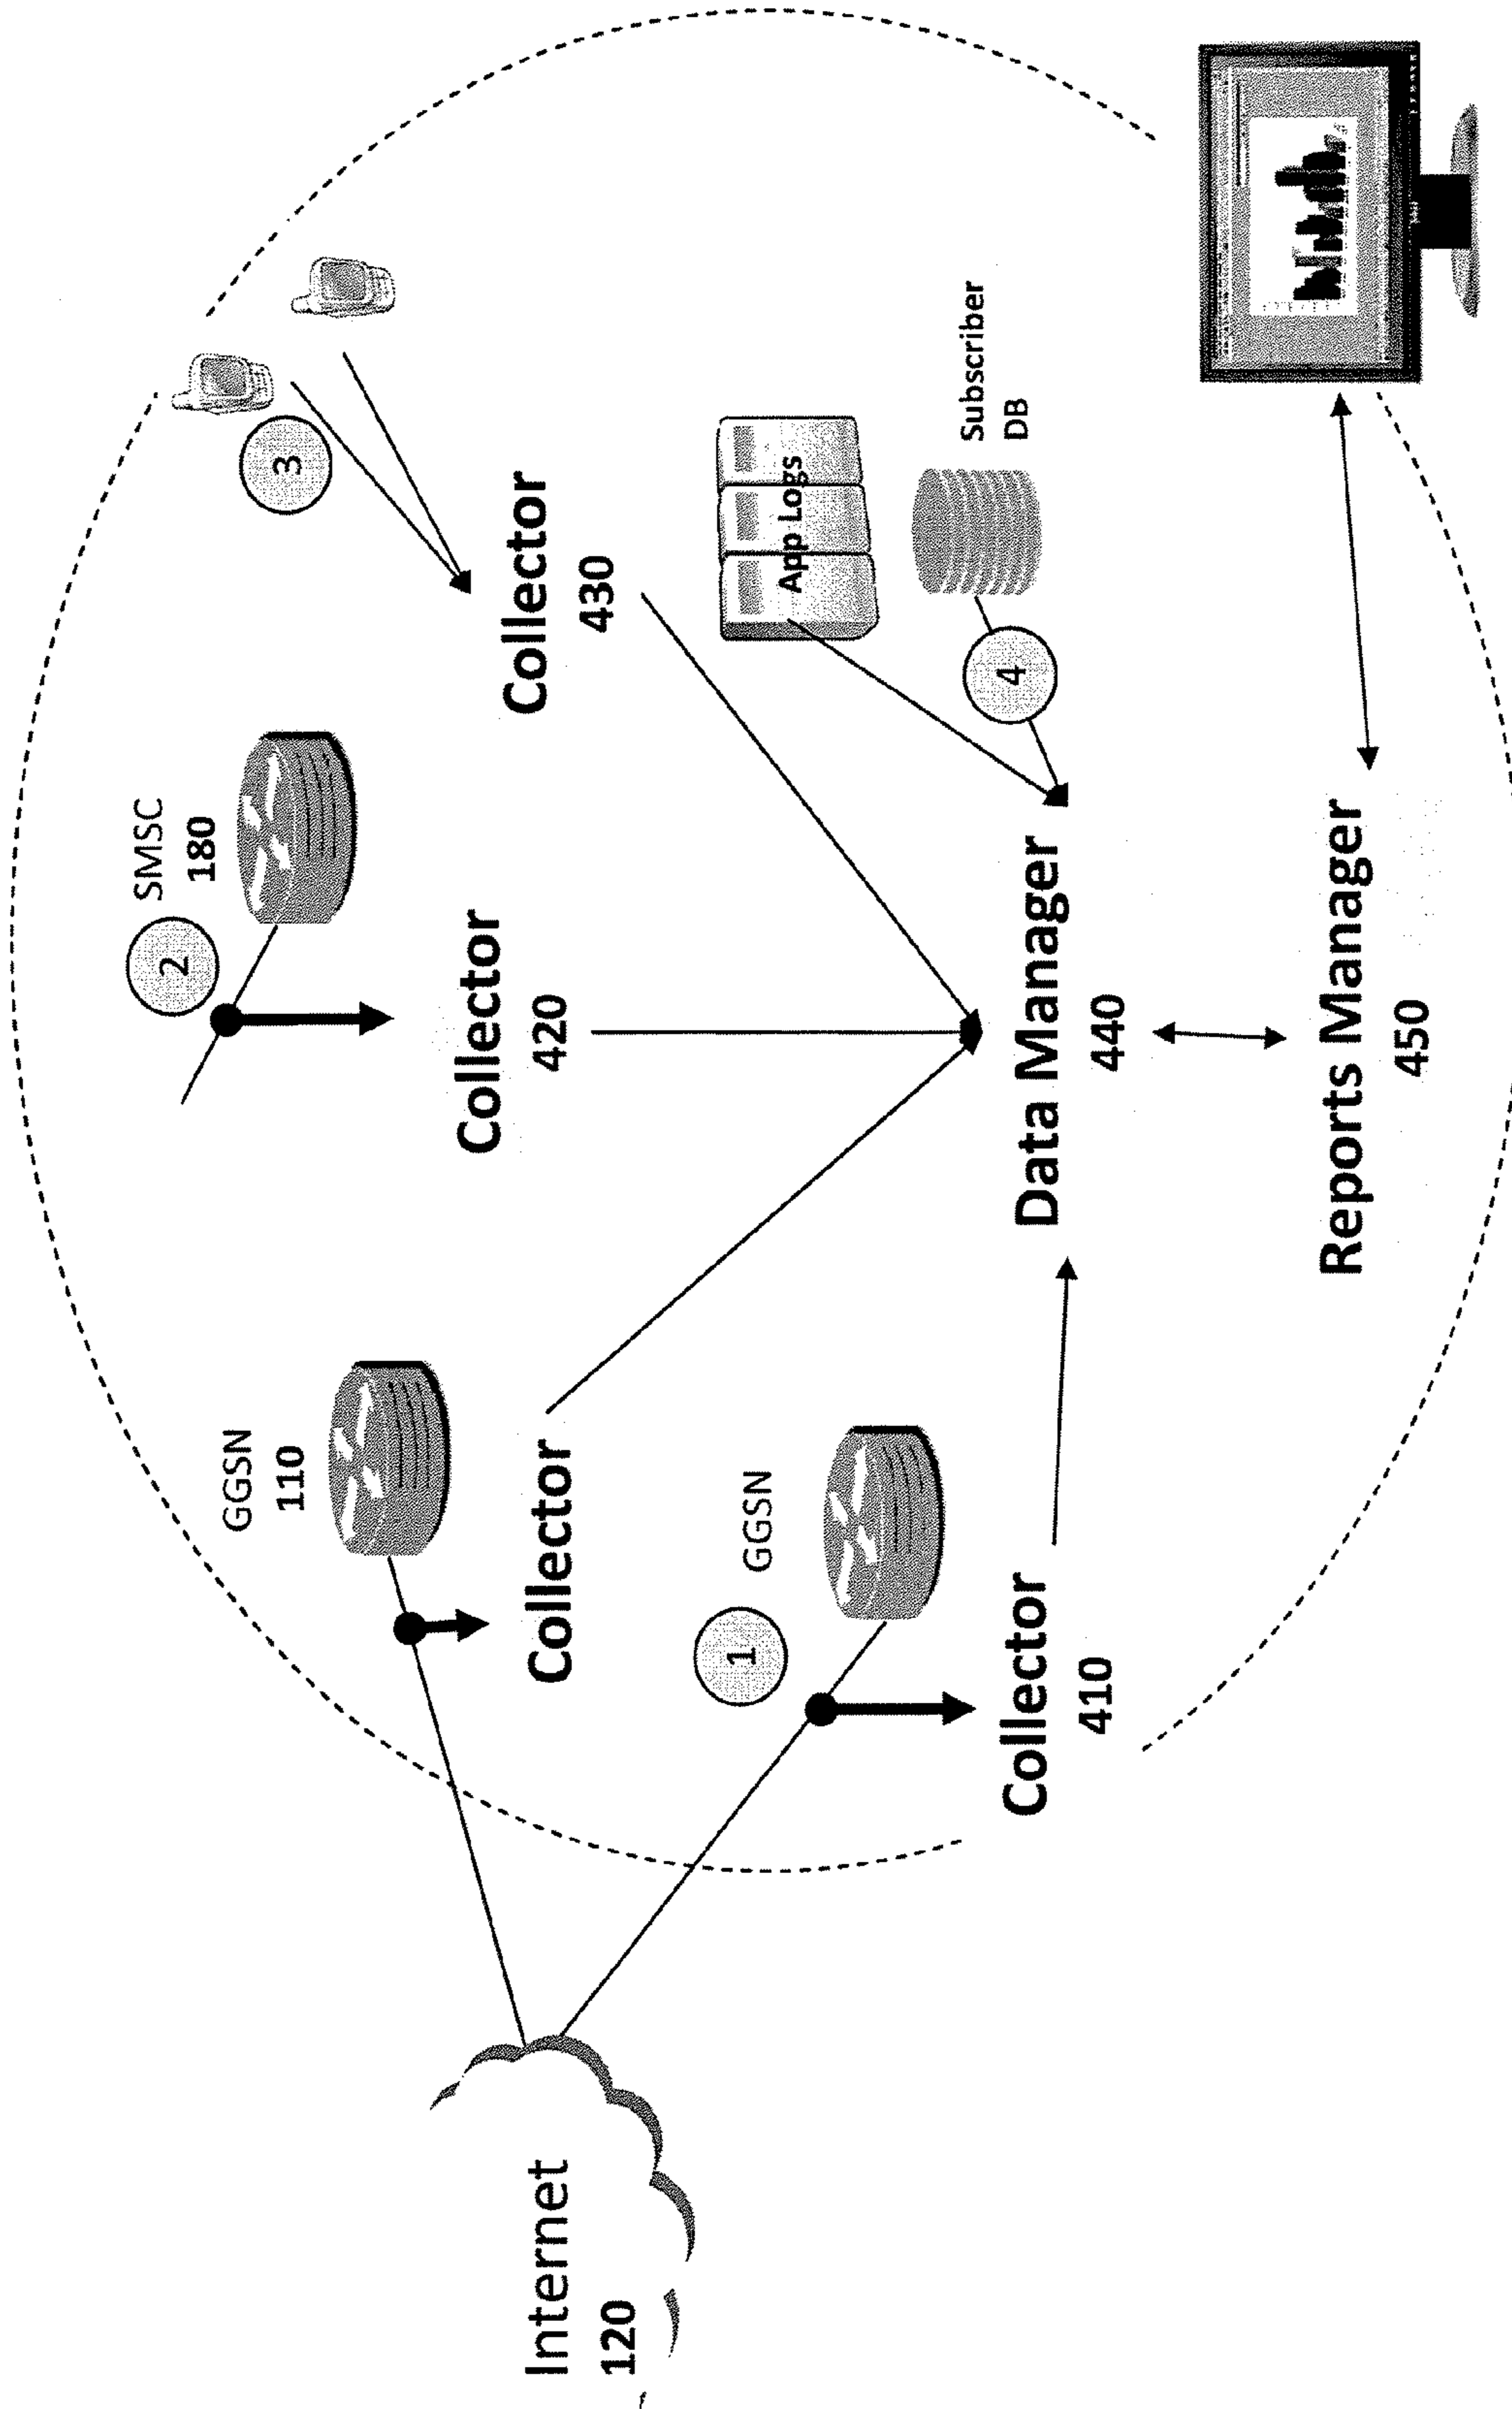 Internet
120
GGSN
110
Collector
1
GGSN
Collector
410
2
SMSC
180
Collector
420
3
Collector
430
App Logs
Subscriber
DB
4
Data Manager
440
Reports Manager
450